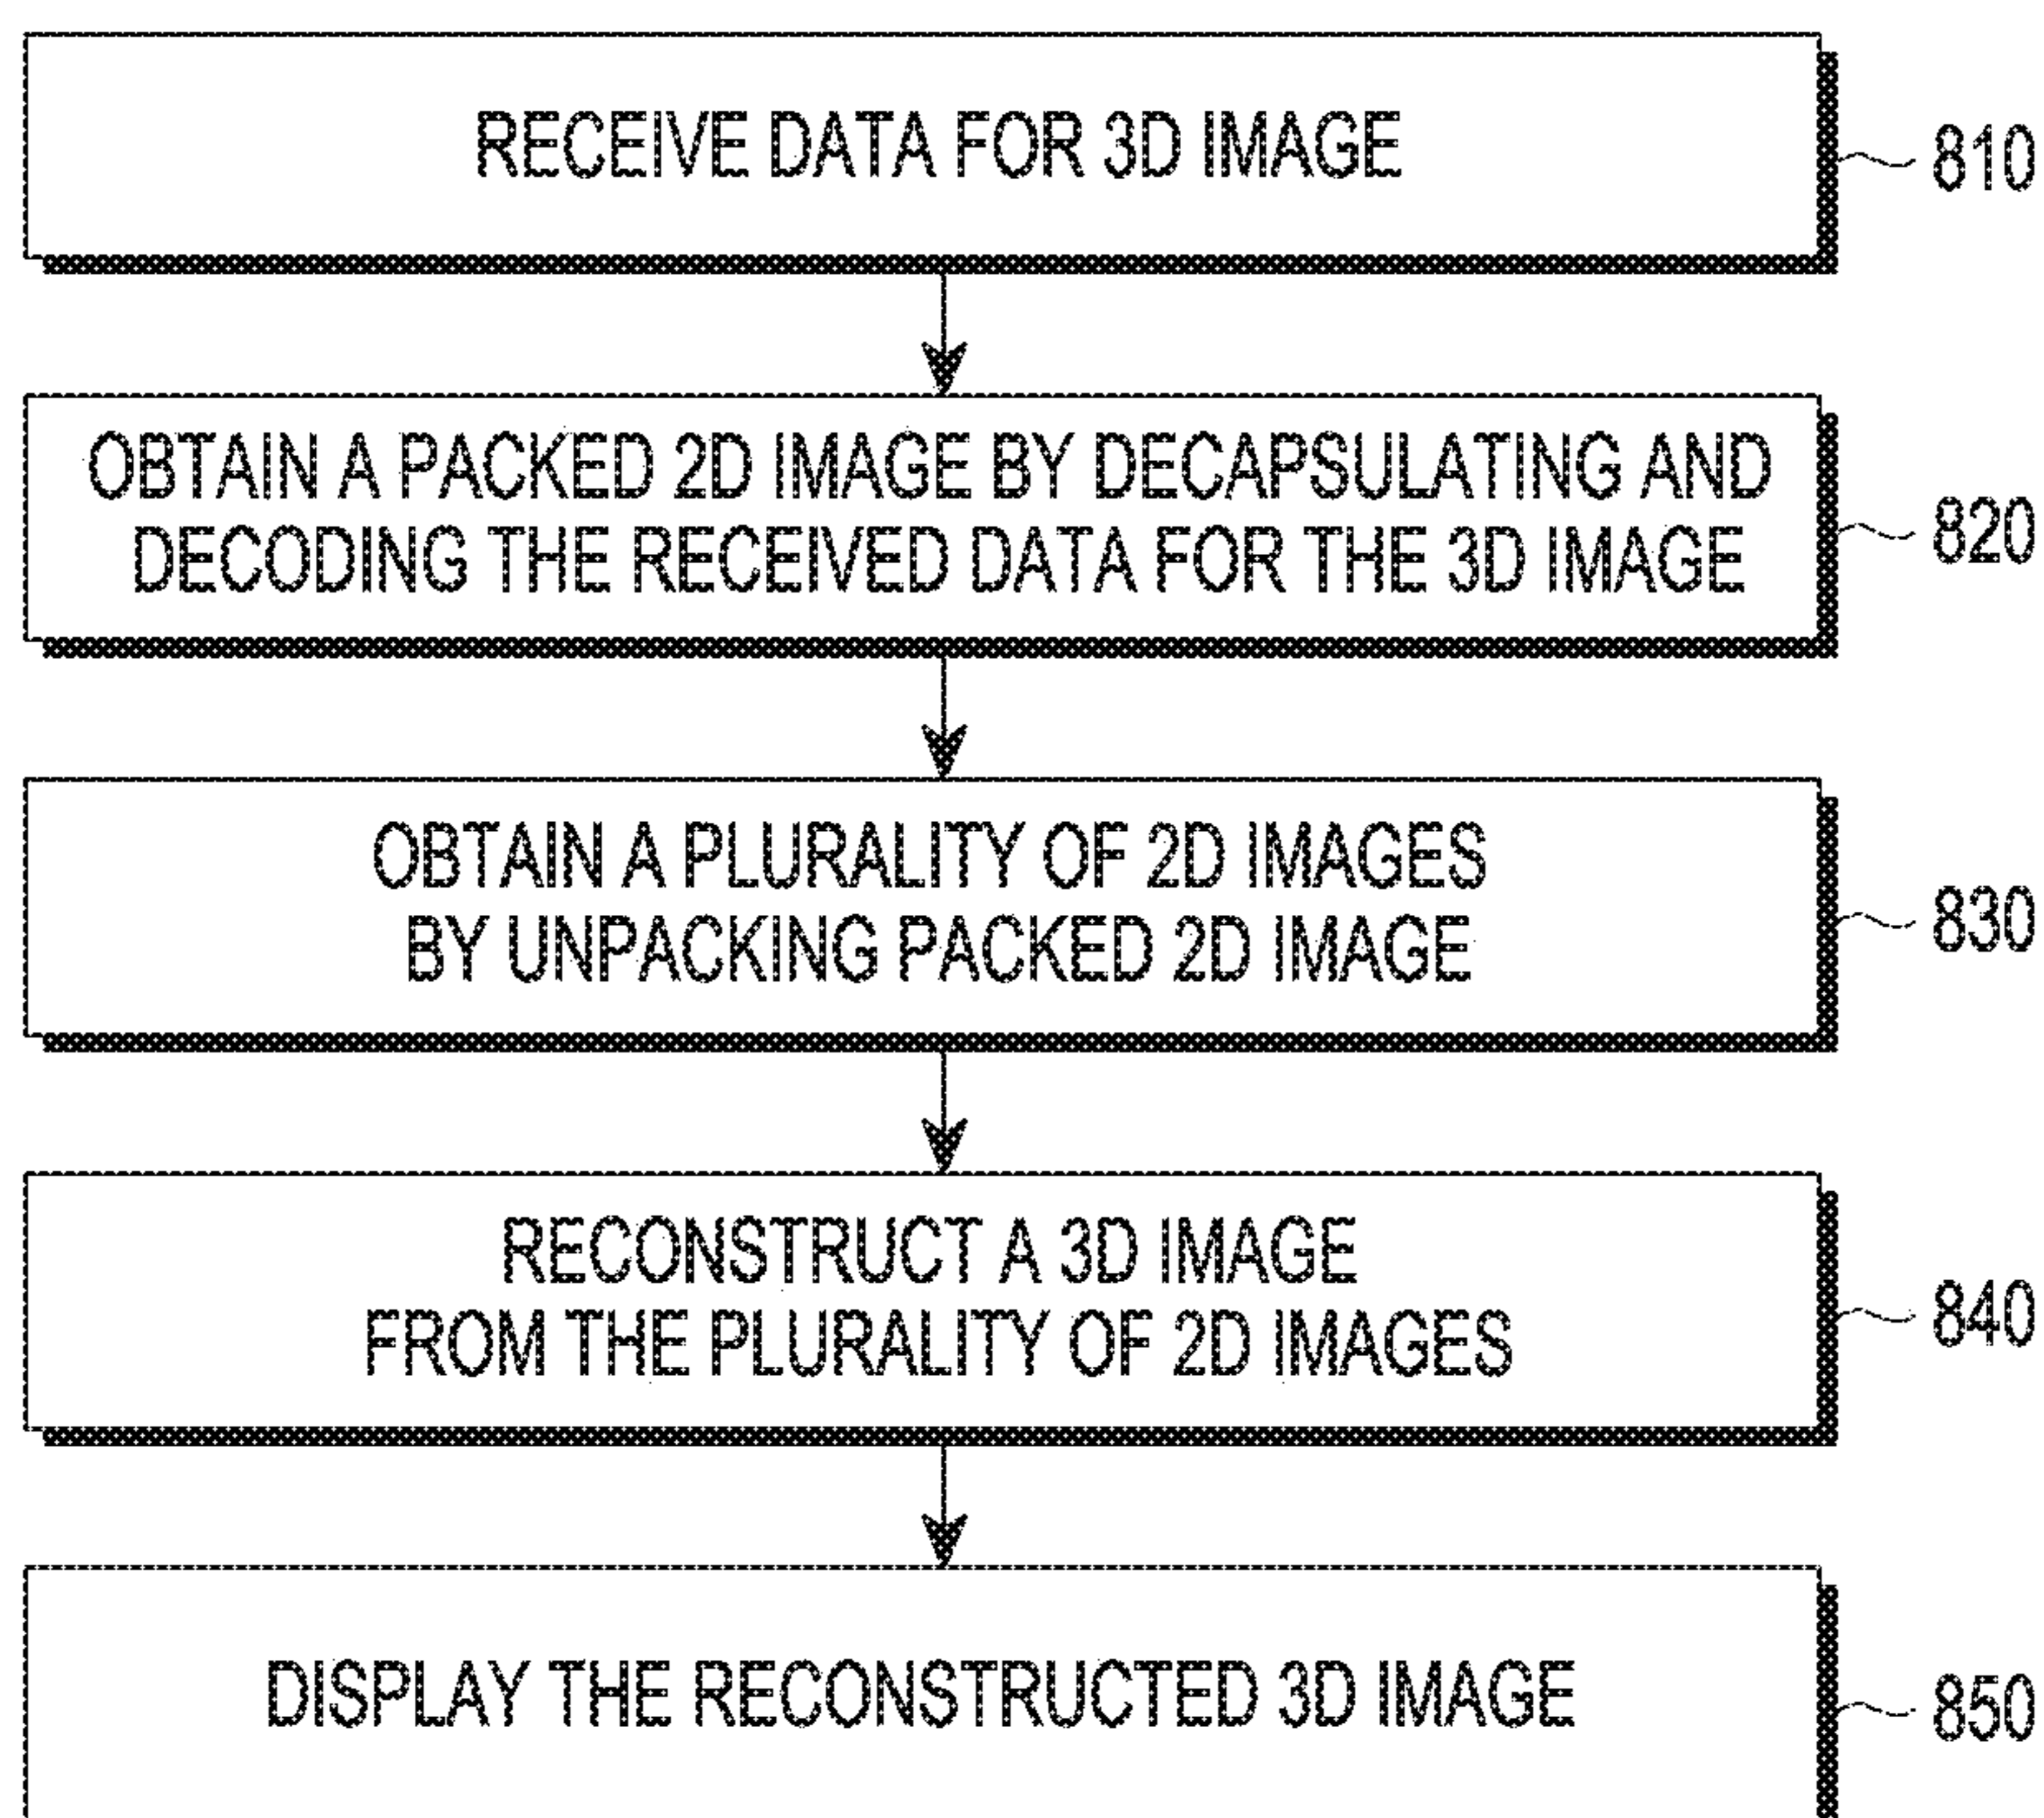 RECEIVE DATA FOR 3D IMAGE
810
OBTAIN A PACKED 2D IMAGE BY DECAPSULATING AND
DECODING THE RECEIVED DATA FOR THE 3D IMAGE
820
OBTAIN A PLURALITY OF 2D IMAGES
BY UNPACKING PACKED 2D IMAGE
830
RECONSTRUCT A 3D IMAGE
FROM THE PLURALITY OF 2D IMAGES
840
DISPLAY THE RECONSTRUCTED 3D IMAGE
850